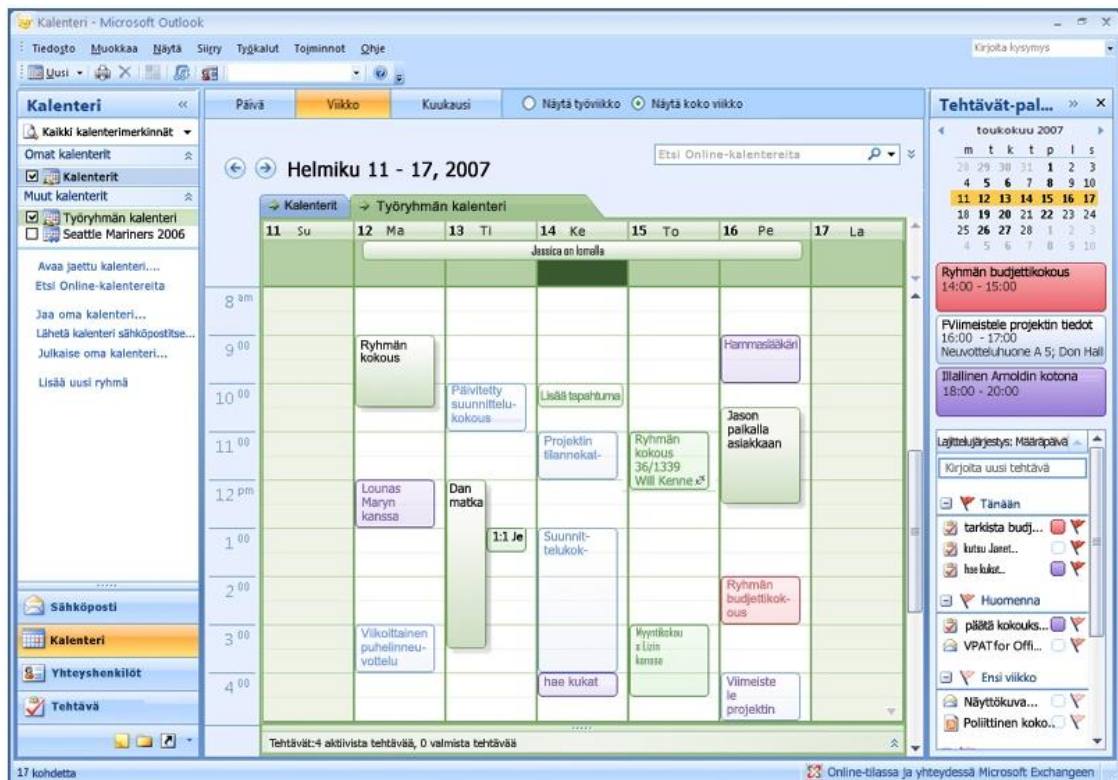 Kalenteri - Microsoft Outlook
Tiedosto Muokkaa Näytä Siirry Työkalut Toiminnot Ohje
Kirjoita kysymys
Uusi
Kalenteri «
Kaikki kalenterimerkinnät
Omat kalenterit
Kalenterit
Muut kalenterit
Työryhmän kalenteri
Seattle Mariners 2006
Avaa jaettu kalenteri....
Etsi Online-kalentereita
Jaa oma kalenteri...
Lähetä kalenteri sähköpostitse...
Julkaise oma kalenteri...
Lisää uusi ryhmä
Sähköposti
Kalenteri
Yhteyshenkilöt
Tehtävä
Päivä Viikko Kuukausi Näytä työviikko Näytä koko viikko
Helmiku 11 - 17, 2007
Etsi Online-kalentereita
Kalenterit Työryhmän kalenteri
11 Su 12 Ma 13 Ti 14 Ke 15 To 16 Pe 17 La
Jessica on lomalla
8 am
9 00
10 00
11 00
12 pm
1 00
2 00
3 00
4 00
Ryhmän
kokous
Lounas
Maryn
kanssa
Viikoittainen
puhelinneu-
vottelu
Päivitetty
suunnittelu-
kokous
Dan
matka
1:1 Je
Lisää tapahtuma
Projektin
tilannekat-
Suunnit-
telukok-
hae kukat
Ryhmän
kokous
36/1339
Will Kenne
Myyntikokou
s Lizin
kanssa
Hammaslääkäri
Jason
paikalla
asiakkaan
Ryhmän
budjettikok-
ous
Viimeiste
le
projektin
Tehtävät:4 aktiivista tehtävää, 0 valmista tehtävää
Tehtävät-pal... »
toukokuu 2007
m t k t p l s
28 29 30 31 1 2 3
4 5 6 7 8 9 10
11 12 13 14 15 16 17
18 19 20 21 22 23 24
25 26 27 28 1 2 3
4 5 6 7 8 9 10
Ryhmän budjettikokous
14:00 - 15:00
PViimeistele projektin tiedot
16:00 - 17:00
Neuvotteluhuone A 5; Don Hall
Illallinen Arnoldin kotona
18:00 - 20:00
Lajittelujärjestys: Määräpäivä
Kirjoita uusi tehtävä
Tänään
tarkista budj...
kutsu Janet..
hae kukat..
Huomenna
päätä kokouks...
VPATfor Offi...
Ensi viikko
Näyttökuva...
Poliittinen koko...
17 kohdetta
Online-tilassa ja yhteydessä Microsoft Exchangeen